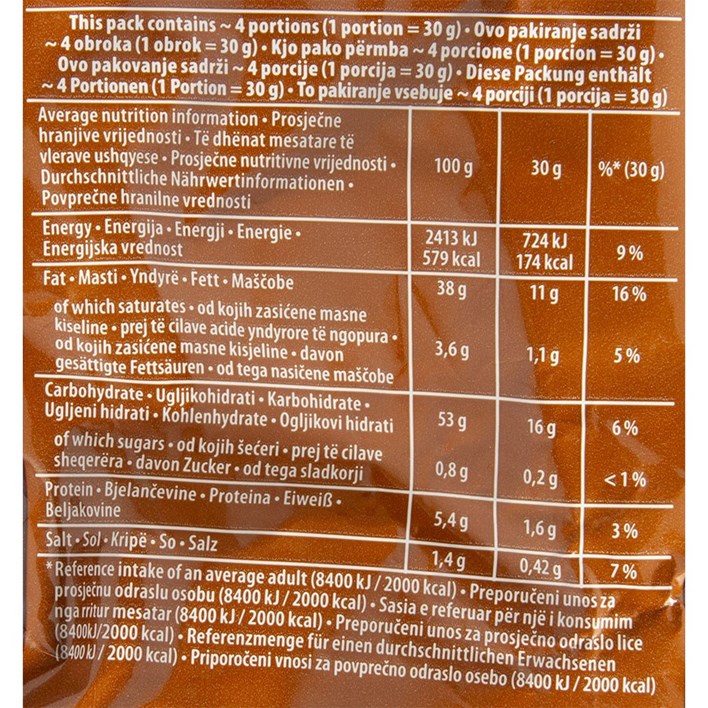 This pack contains ~ 4 portions (1 portion = 30 g) • Ovo pakiranje sadrži
~ 4 obroka (1 obrok = 30 g) • Kjo pako përmba ~ 4 porcione (1 porcion = 30 g) •
Ovo pakovanje sadrži ~ 4 porcije (1 porcija = 30 g) • Diese Packung enthält
~ 4 Portionen (1 Portion = 30 g) • To pakiranje vsebuje ~ 4 porciji (1 porcija = 30 g)
Average nutrition information • Prosječne
hranjive vrijednosti • Të dhënat mesatare të
vlerave ushqyese • Prosječne nutritivne vrijednosti •
Durchschnittliche Nährwertinformationen •
Povprečne hranilne vrednosti
100 g 30 g %* (30 g)
Energy • Energija • Energji • Energie •
Energijska vrednost
2413 kJ 724 kJ
579 kcal 174 kcal 9 %
Fat • Masti • Yndyrë • Fett • Maščobe 38 g 11 g 16 %
of which saturates • od kojih zasićene masne
kiseline • prej të cilave acide yndyrore të ngopura •
od kojih zasićene masne kisjeline • davon
gesättigte Fettsäuren • od tega nasičene maščobe
3,6 g 1,1 g 5 %
Carbohydrate • Ugljikohidrati • Karbohidrate •
Ugljeni hidrati • Kohlenhydrate • Ogljikovi hidrati
53 g 16 g 6 %
of which sugars • od kojih šećeri • prej të cilave
sheqerëra • davon Zucker • od tega sladkorji
0,8 g 0,2 g < 1 %
Protein • Bjelančevine • Proteina • Eiweiß •
Beljakovine
5,4 g 1,6 g 3 %
Salt • Sol • Kripë • So • Salz 1,4 g 0,42 g 7 %
* Reference intake of an average adult (8400 kJ / 2000 kcal) • Preporučeni unos za
prosječnu odraslu osobu (8400 kJ / 2000 kcal) • Sasia e referuar për një i konsumim
nga rritur mesatar (8400 kJ / 2000 kcal) • Preporučeni unos za prosječno odraslo lice
(8400kJ/2000 kcal) • Referenzmenge für einen durchschnittlichen Erwachsenen
(8400 kJ / 2000 kcal) • Priporočeni vnosi za povprečno odraslo osebo (8400 kJ / 2000 kcal)